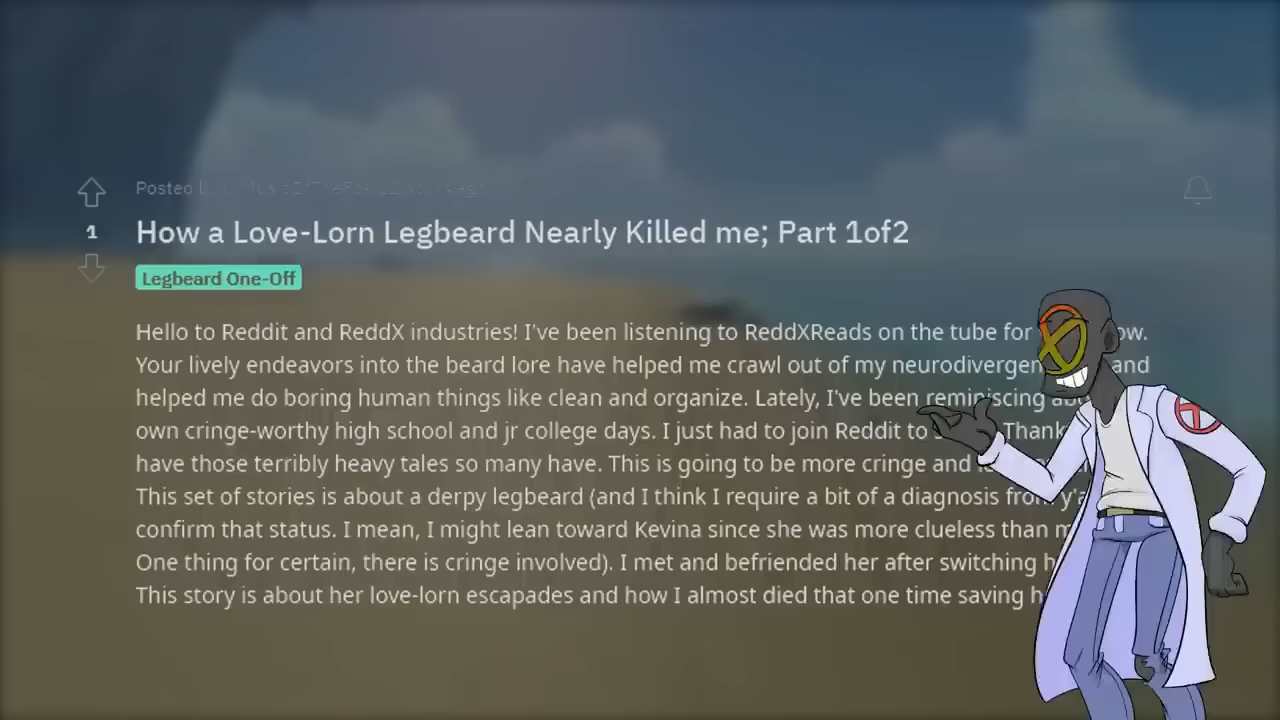 Posted by
1
How a Love-Lorn Legbeard Nearly Killed me; Part 1of2
Legbeard One-Off
Hello to Reddit and ReddX industries! I've been listening to ReddXReads on the tube for
Your lively endeavors into the beard lore have helped me crawl out of my and
helped me do boring human things like clean and organize. Lately, I've been reminiscing
own cringe-worthy high school and jr college days. I just had to join Reddit to
have those terribly heavy tales so many have. This is going to be more cringe and
This set of stories is about a derpy legbeard (and I think I require a bit of a diagnosis from
confirm that status. I mean, I might lean toward Kevina since she was more clueless than
One thing for certain, there is cringe involved). I met and befriended her after switching
This story is about her love-lorn escapades and how I almost died that one time saving